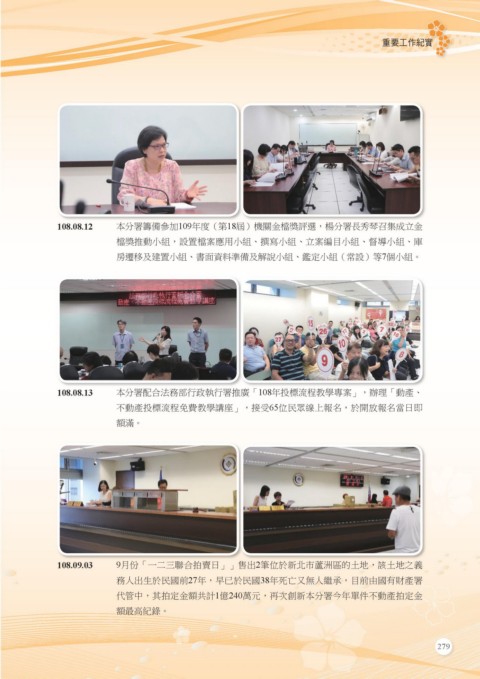 重要工作紀實
108.08.12 本分署籌備參加109年度（第18屆）機關金檔獎評選，楊分署長秀琴召集成立金
檔獎推動小組，設置檔案應用小組、撰寫小組、立案編目小組、督導小組、庫
房遷移及建置小組、書面資料準備及解說小組、鑑定小組（常設）等7個小組。
108.08.13 本分署配合法務部行政執行署推廣「108年投標流程教學專案」，辦理「動產、
不動產投標流程免費教學講座」，接受65位民眾線上報名，於開放報名當日即
額滿。
108.09.03 9月份「一二三聯合拍賣日」」售出2筆位於新北市蘆洲區的土地，該土地之義
務人出生於民國前27年，早已於民國38年死亡又無人繼承，目前由國有財產署
代管中，其拍定金額共計1億240萬元，再次創新本分署今年單件不動產拍定金
額最高紀錄。
279